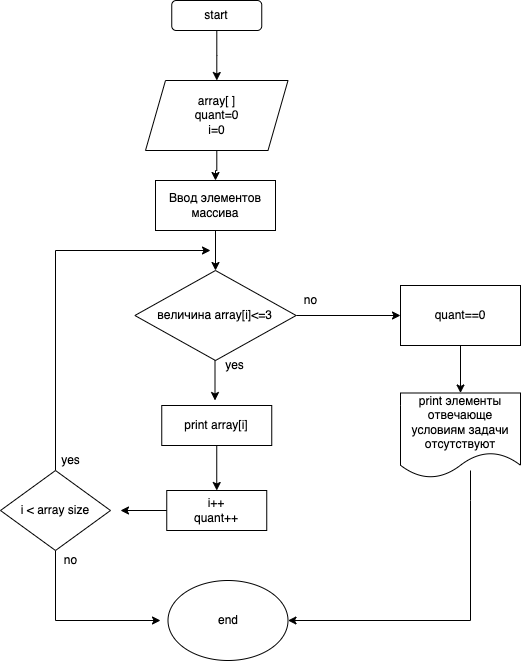 start
array[ ]
quant=0
i=0
Ввод элементов
массива
величина array[i]<=3
no
quant==0
yes
print элементы
отвечающе
условиям задачи
отсутствуют
print array[i]
yes
i < array size
i++
quant++
no
end